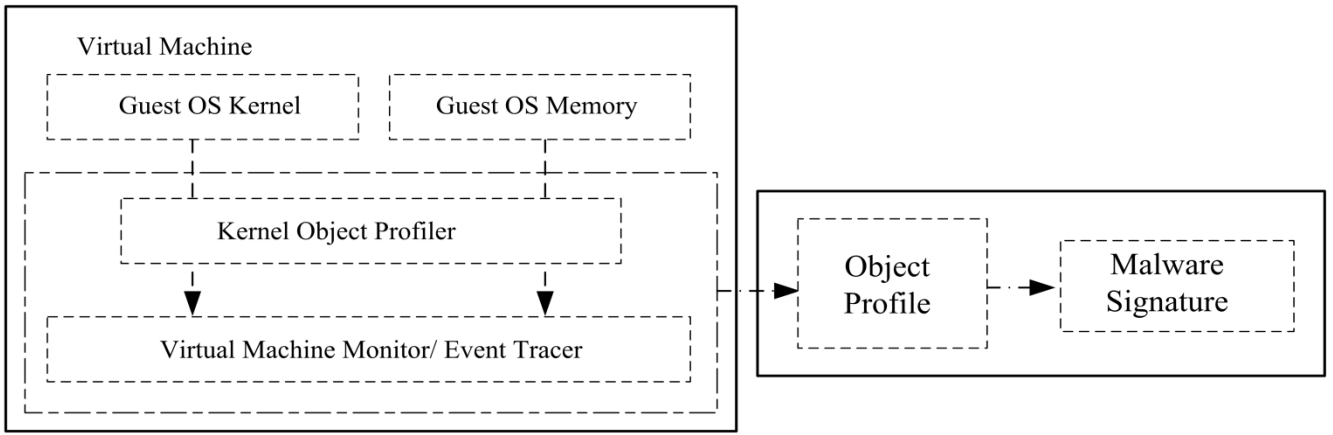 Virtual Machine
Guest OS Kernel
Guest OS Memory
Kernel Object Profiler
Virtual Machine Monitor/ Event Tracer
Object
Profile
Malware
Signature